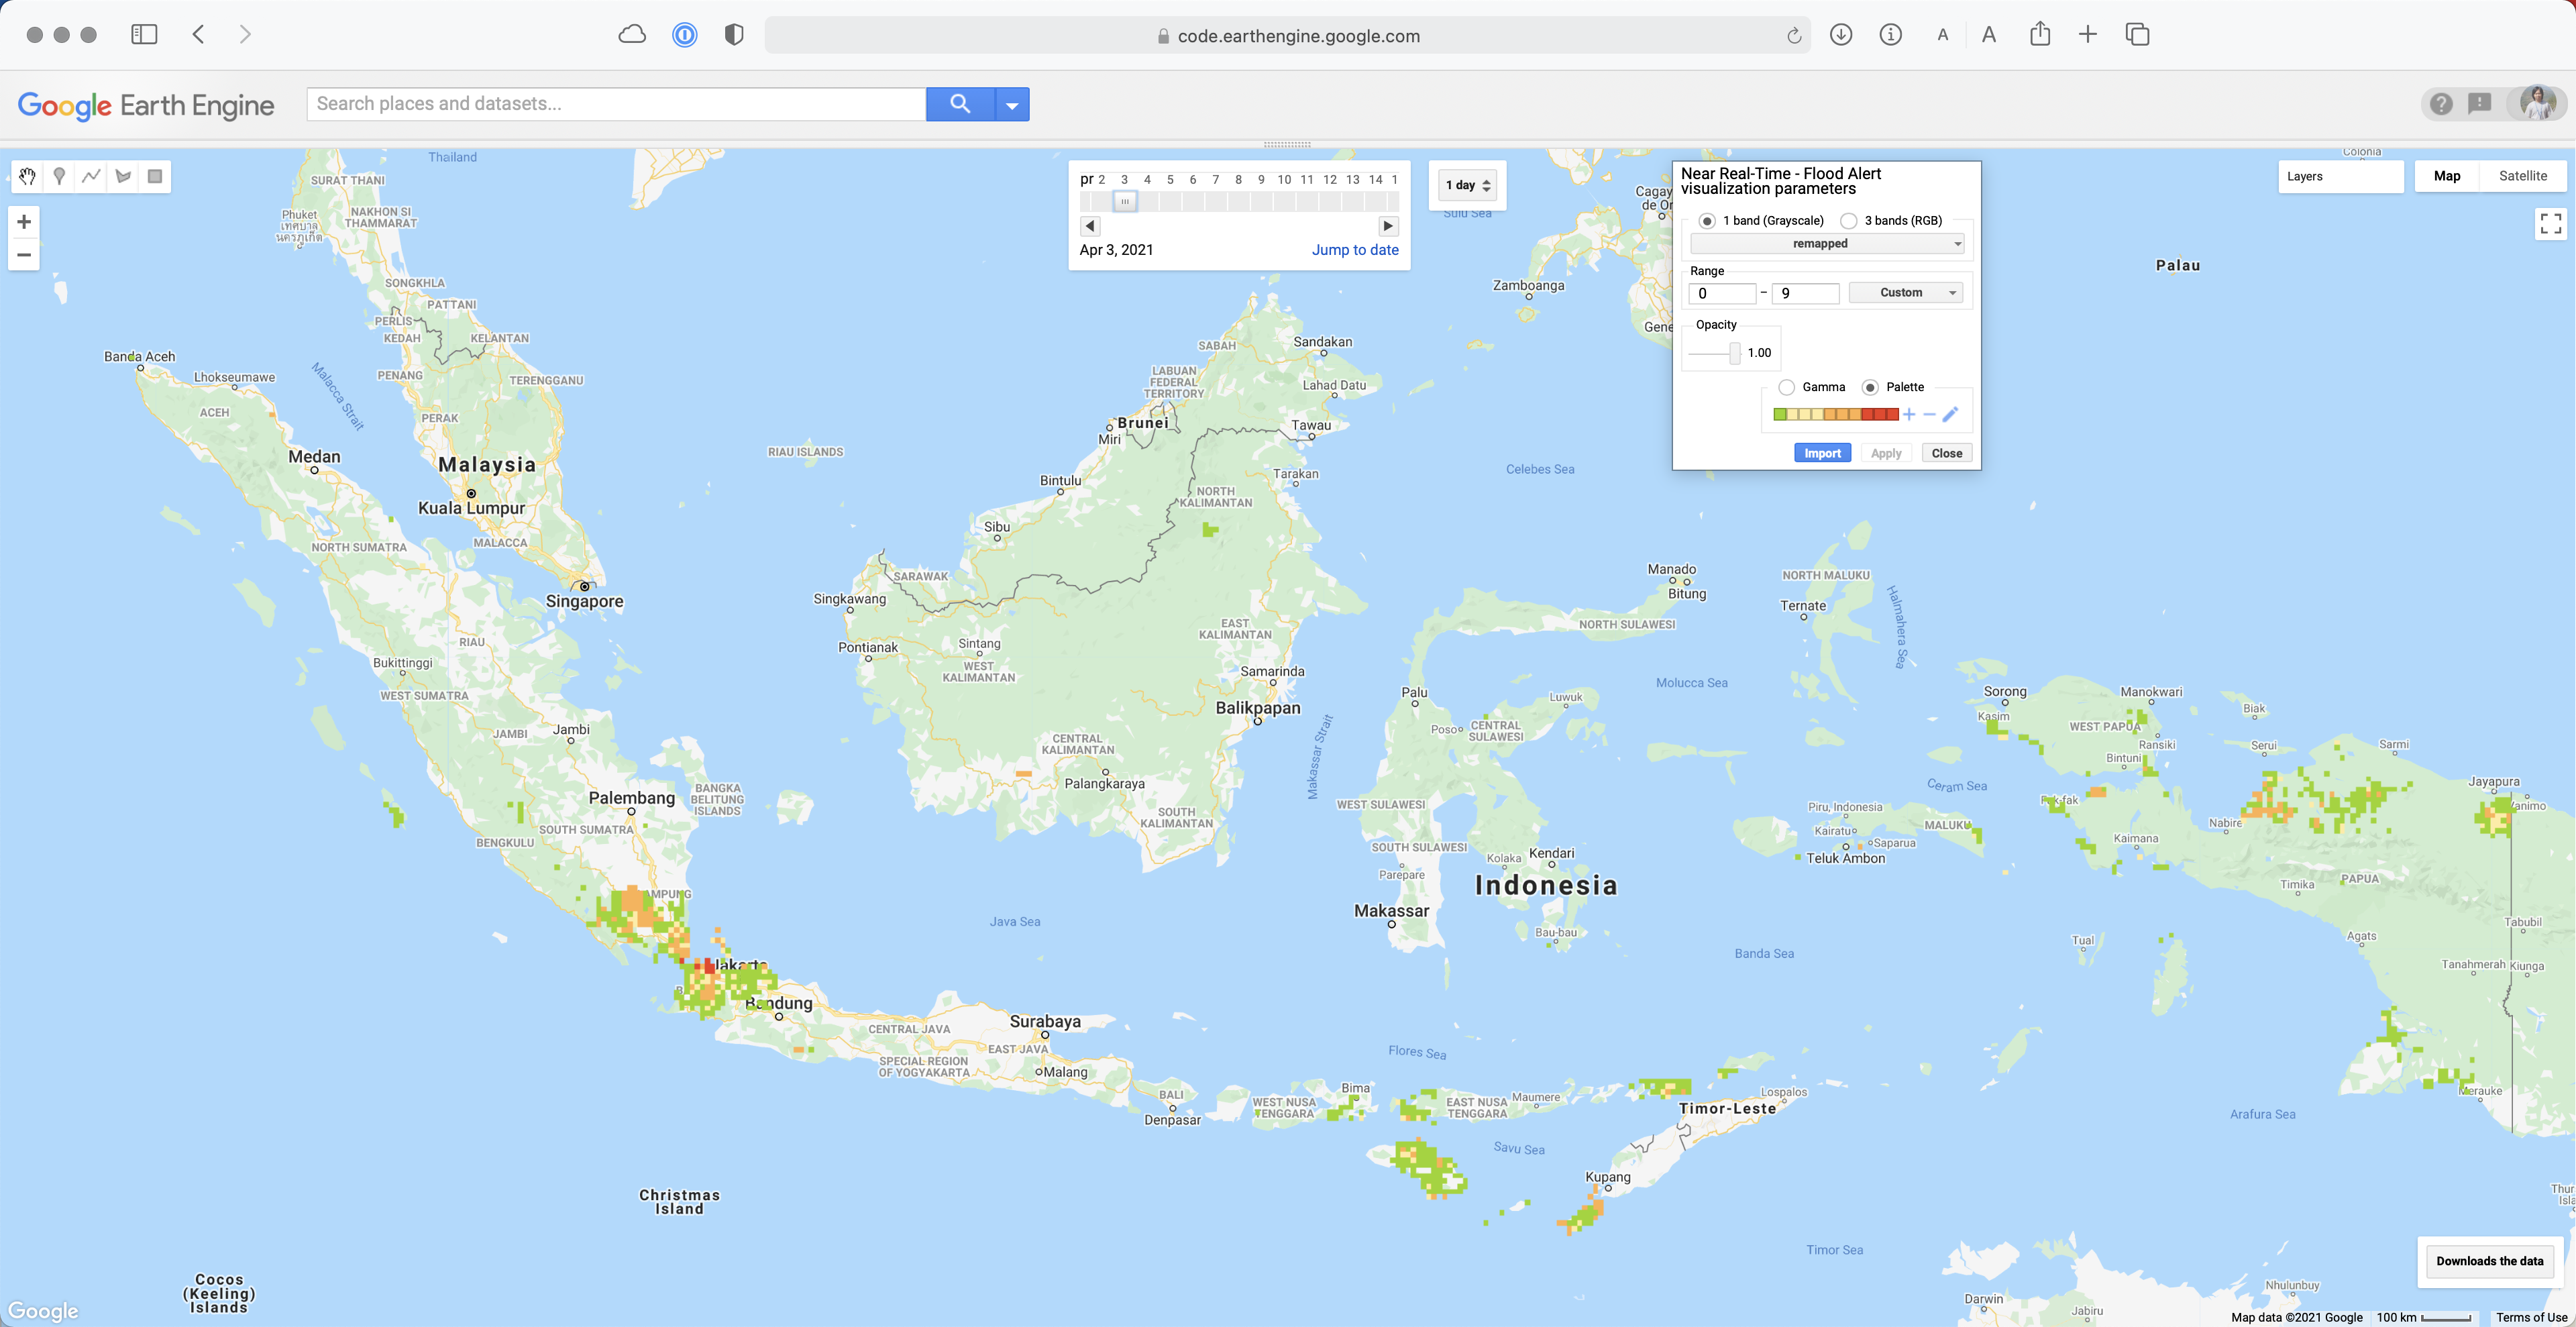 code.earthengine.google.com
A
A
Google Earth Engine
Search places and datasets...
pr 2 3 4 5 6 7 8 9 10 11 12 13 14 1
Apr 3, 2021
Jump to date
1 day
Near Real-Time - Flood Alert
visualization parameters
1 band (Grayscale)
3 bands (RGB)
remapped
Range
0 - 9
Custom
Opacity
1.00
Gamma
Palette
Import
Apply
Close
Layers
Map
Satellite
Thailand
SURAT THANI
Phuket
NAKHON SI
THAMMARAT
SONGKHLA
PATTANI
PERLIS
KEDAH
KELANTAN
PENANG
TERENGGANU
PERAK
Malaysia
Kuala Lumpur
MALACCA
Singapore
Banda Aceh
Lhokseumawe
ACEH
Malacca Strait
Medan
NORTH SUMATRA
RIAU
Bukittinggi
WEST SUMATRA
JAMBI
Jambi
Palembang
SOUTH SUMATRA
BENGKULU
BANGKA
BELITUNG
ISLANDS
AMPUNG
Jakarta
Bandung
RIAU ISLANDS
Colonia
Cagay
de Or
Sulu Sea
Zamboanga
Gene
Palau
Sandakan
SABAH
LABUAN
FEDERAL
TERRITORY
Lahad Datu
Brunei
Miri
Tawau
Bintulu
Tarakan
NORTH
KALIMANTAN
Sibu
SARAWAK
Singkawang
Pontianak
Sintang
WEST
KALIMANTAN
EAST
KALIMANTAN
Samarinda
Balikpapan
CENTRAL
KALIMANTAN
Palangkaraya
SOUTH
KALIMANTAN
Makassar Strait
Celebes Sea
Manado
Bitung
NORTH SULAWESI
Palu
Luwuk
Poso
CENTRAL
SULAWESI
WEST SULAWESI
SOUTH SULAWESI
Parepare
Kolaka
Kendari
Indonesia
Makassar
Bau-bau
NORTH MALUKU
Ternate
Halmahera Sea
Molucca Sea
Ceram Sea
Piru, Indonesia
Kairatu
Saparua
MALUKU
Teluk Ambon
Banda Sea
Sorong
Kasim
Manokwari
WEST PAPUA
Ransiki
Bintuni
Biak
Serui
Sarmi
Jayapura
Vanimo
Fak-fak
Nabire
Kaimana
Timika
PAPUA
Tabubil
Agats
Tual
Tanahmerah
Kiunga
Merauke
Java Sea
CENTRAL JAVA
Surabaya
EAST JAVA
SPECIAL REGION
OF YOGYAKARTA
Malang
BALI
Denpasar
Flores Sea
WEST NUSA
TENGGARA
Bima
EAST NUSA
TENGGARA
Maumere
Savu Sea
Timor-Leste
Lospalos
Kupang
Timor Sea
Arafura Sea
Christmas
Island
Cocos
(Keeling)
Islands
Darwin
Jabiru
Nhulunbuy
Thur
Isla
Downloads the data
Google
Map data ©2021 Google
100 km
Terms of Use